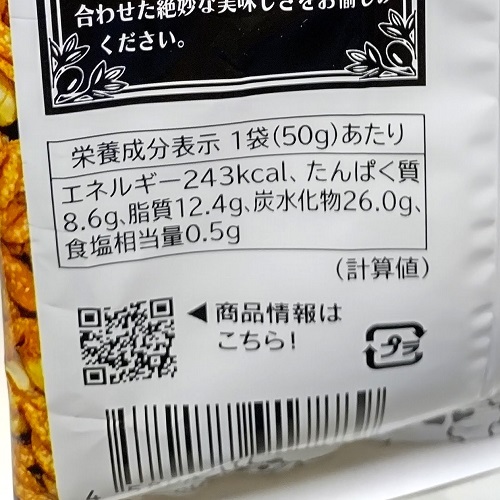 合わせた絶妙な美味しさをお愉しみ
ください。
栄養成分表示 1袋(50g)あたり
エネルギー243kcal、たんぱく質
8.6g、脂質12.4g、炭水化物26.0g、
食塩相当量0.5g
(計算値)
◀商品情報は
こちら!
プラ
4